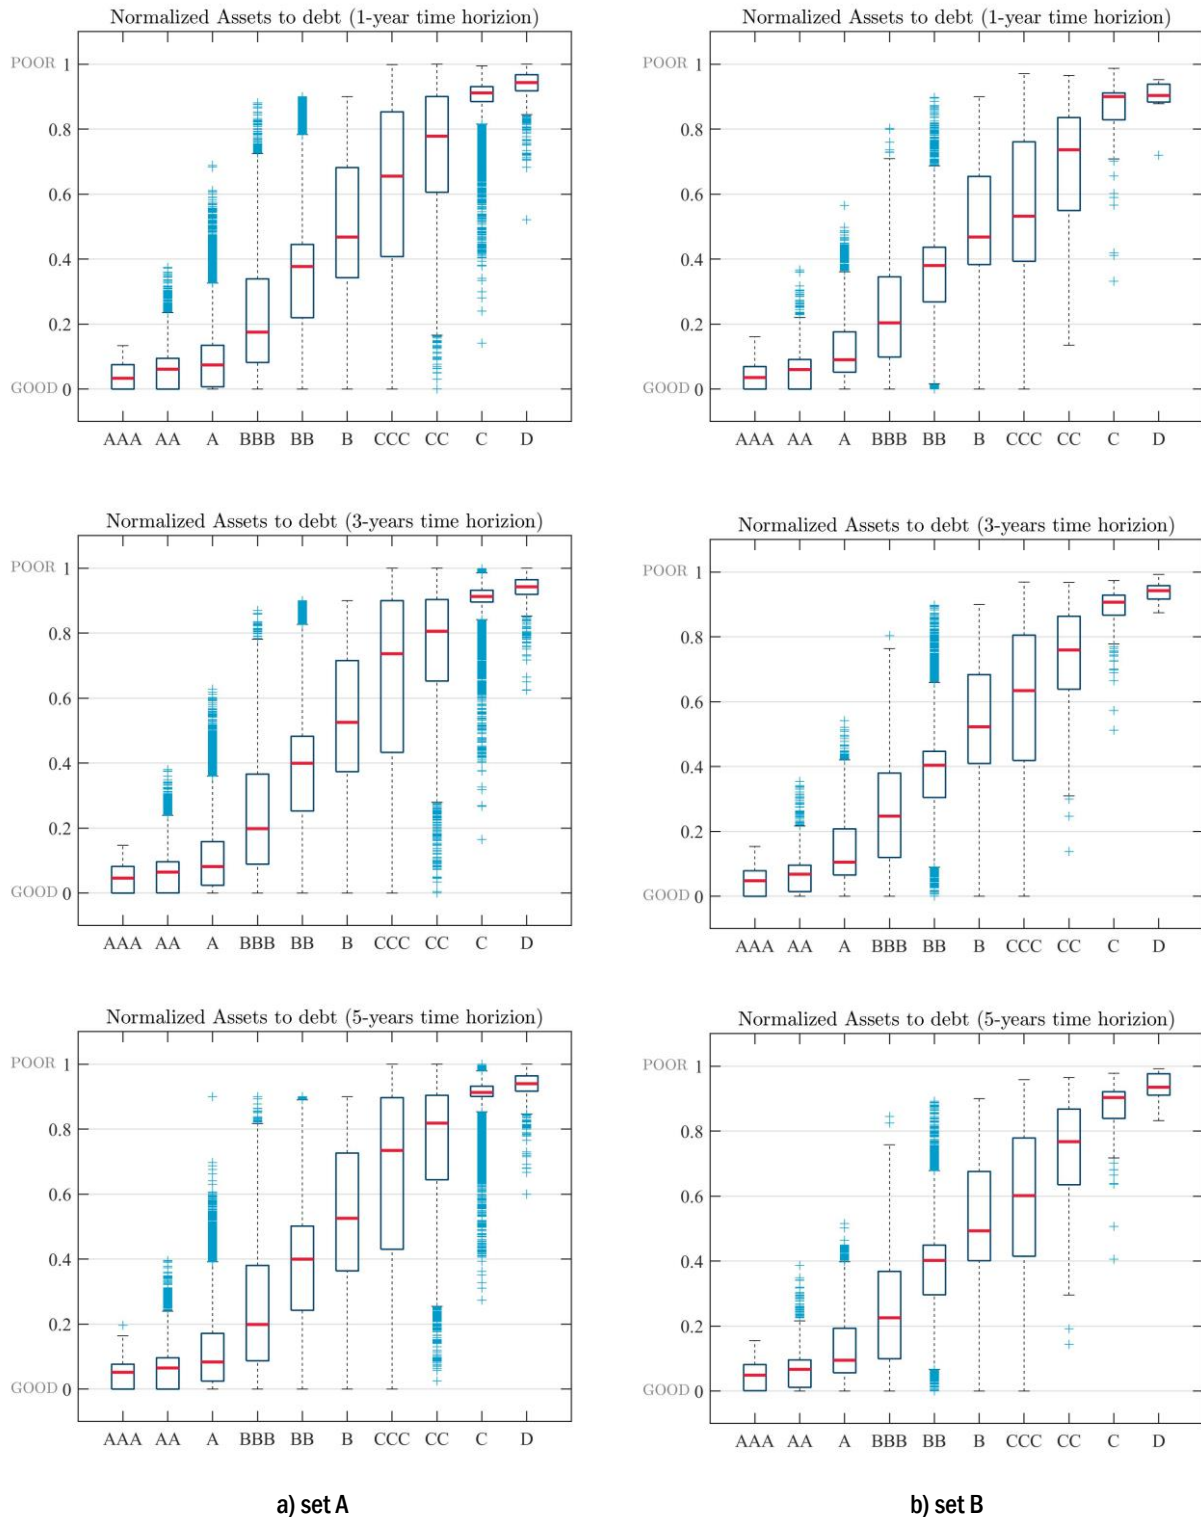 Normalized Assets to debt (1-year time horizion)
POOR 1
0.8
0.6
0.4
0.2
GOOD 0
AAA AA A BBB BB B CCC CC C D
Normalized Assets to debt (1-year time horizion)
POOR 1
0.8
0.6
0.4
0.2
GOOD 0
AAA AA A BBB BB B CCC CC C D
Normalized Assets to debt (3-years time horizion)
POOR 1
0.8
0.6
0.4
0.2
GOOD 0
AAA AA A BBB BB B CCC CC C D
Normalized Assets to debt (3-years time horizion)
POOR 1
0.8
0.6
0.4
0.2
GOOD 0
AAA AA A BBB BB B CCC CC C D
Normalized Assets to debt (5-years time horizion)
POOR 1
0.8
0.6
0.4
0.2
GOOD 0
AAA AA A BBB BB B CCC CC C D
Normalized Assets to debt (5-years time horizion)
POOR 1
0.8
0.6
0.4
0.2
GOOD 0
AAA AA A BBB BB B CCC CC C D
a) set A
b) set B